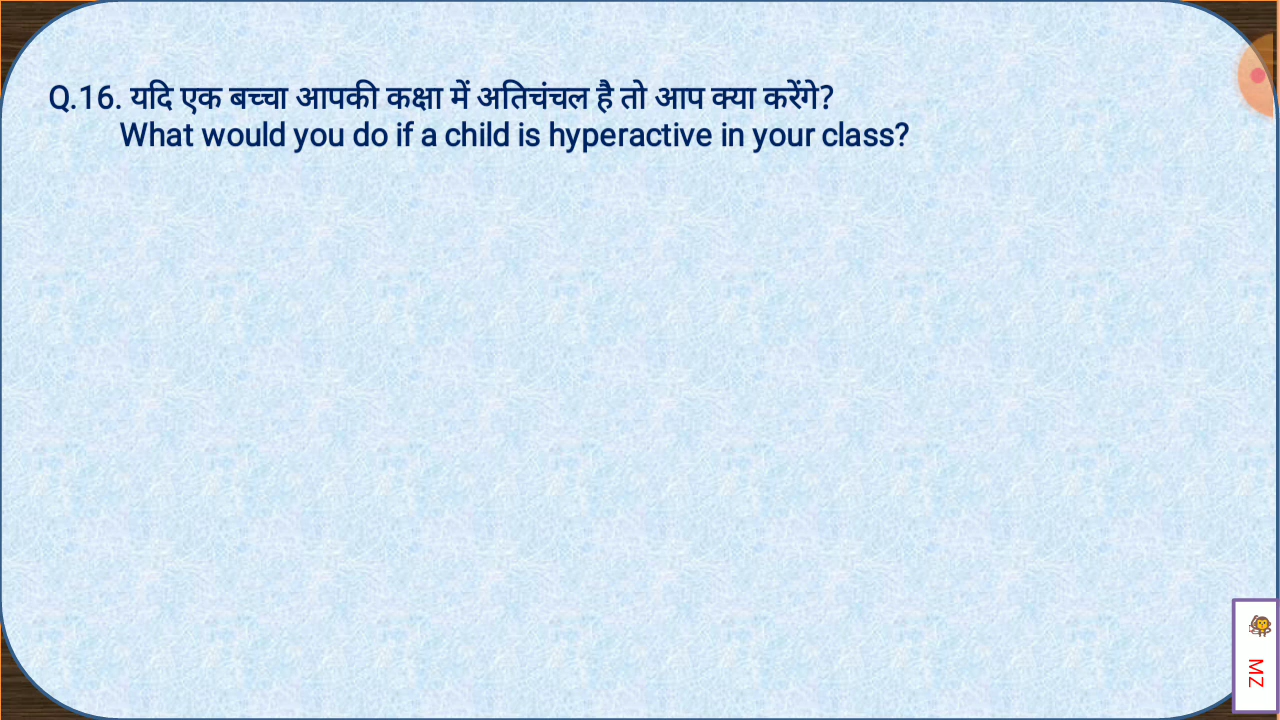 Q.16. यदि एक बच्चा आपकी कक्षा में अतिचंचल है तो आप क्या करेंगे?
What would you do if a child is hyperactive in your class?
MZ